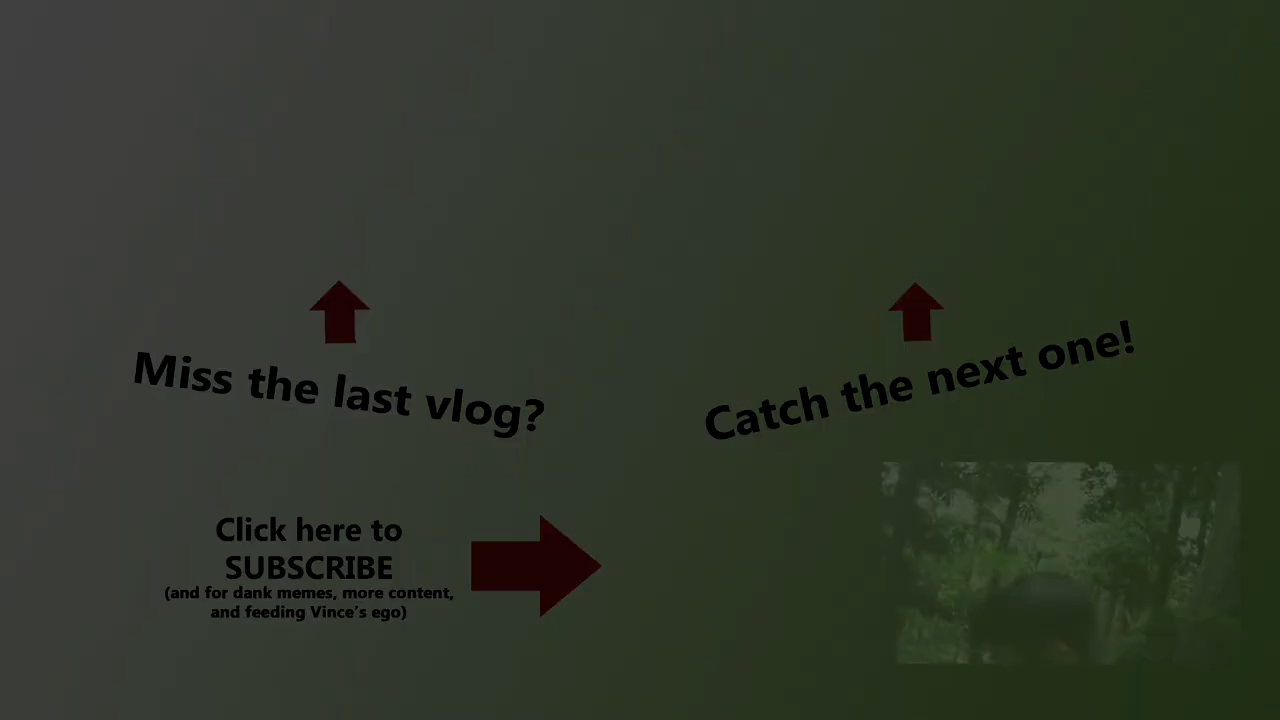 Miss the last vlog?
Catch the next one!
Click here to
SUBSCRIBE
(and for dank memes, more content,
and feeding Vince's ego)